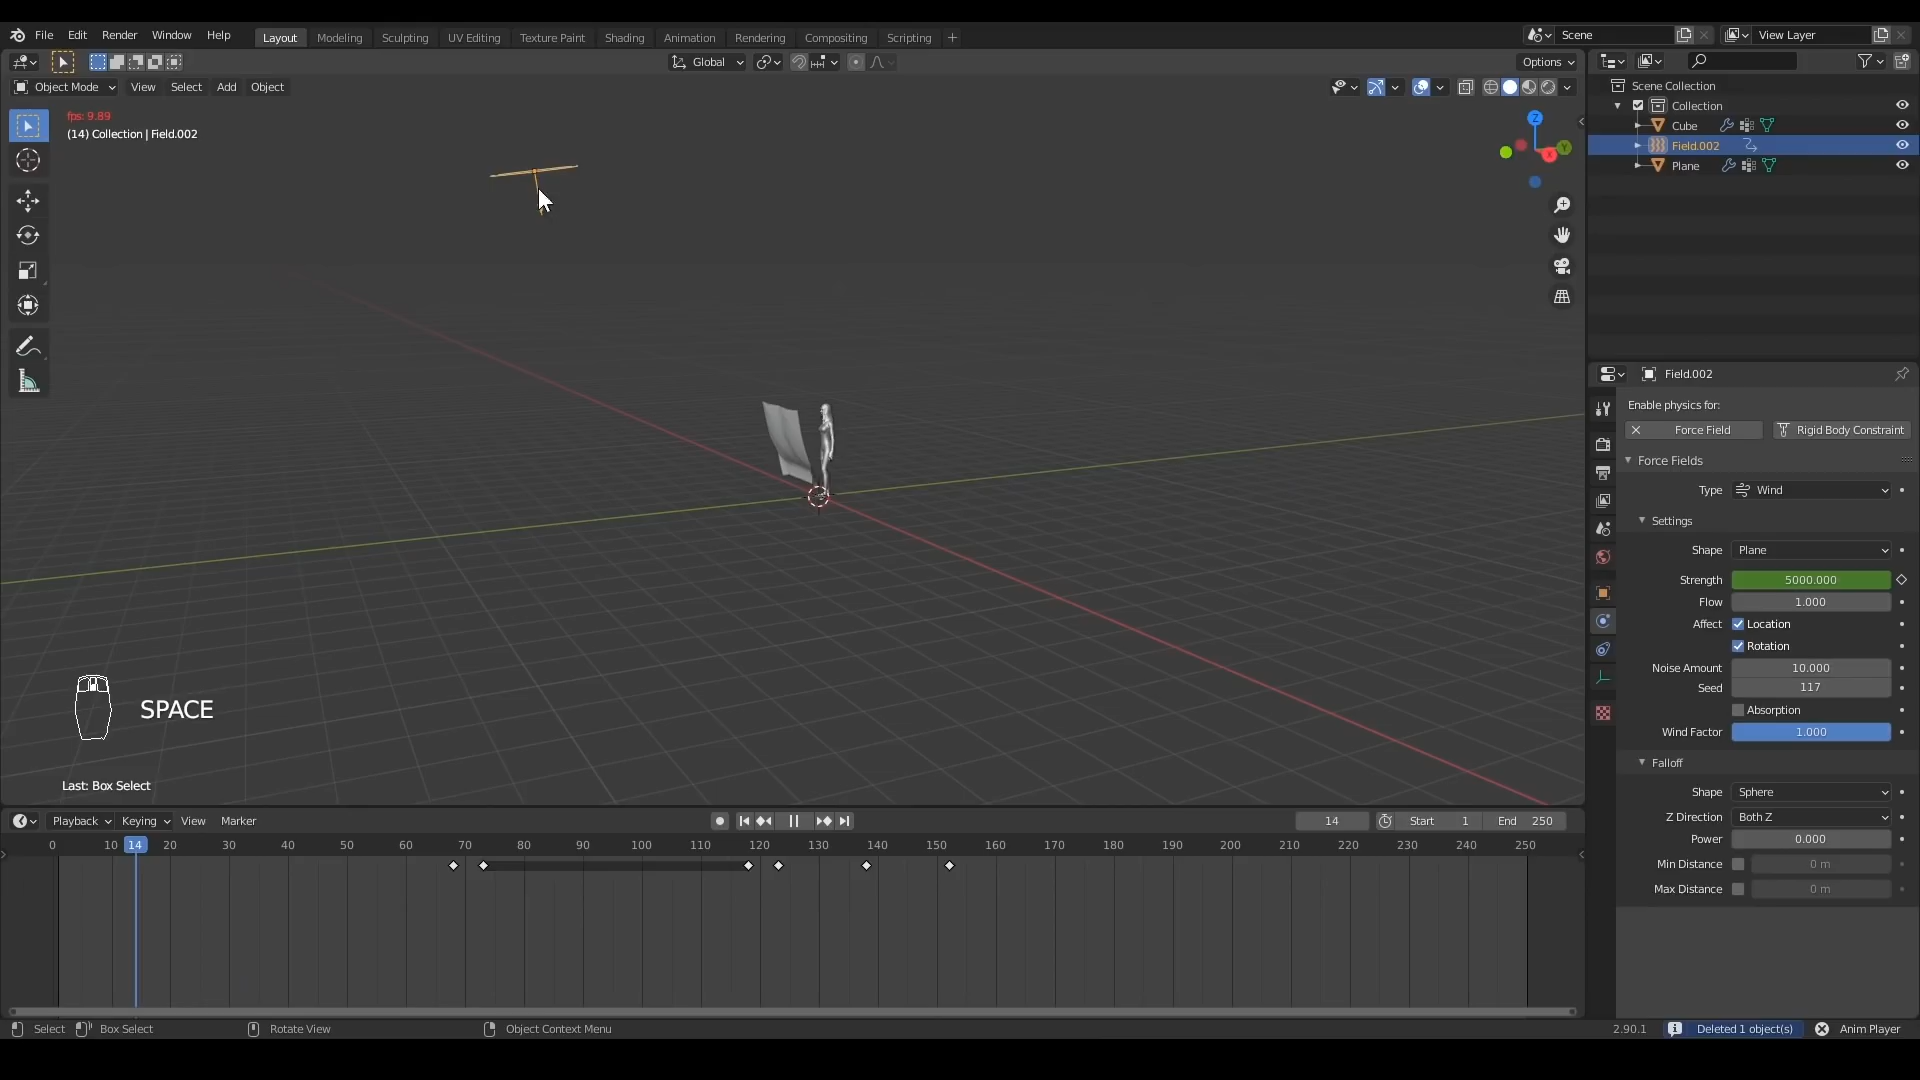 File Edit Render Window Help Layout Modeling Sculpting UV Editing Texture Paint Shading Animation Rendering Compositing Scripting + Scene View Layer
Global Options
Object Mode View Select Add Object
fps: 9.89
(14) Collection | Field.002
Z
Y
X
Scene Collection
Collection
Cube
Field.002
Plane
Field.002
Enable physics for:
Force Field Rigid Body Constraint
Force Fields
Type Wind
Settings
Shape Plane
Strength 5000.000
Flow 1.000
Affect Location
Rotation
Noise Amount 10.000
Seed 117
Absorption
Wind Factor 1.000
Falloff
Shape Sphere
Z Direction Both Z
Power 0.000
Min Distance 0 m
Max Distance 0 m
SPACE
Last: Box Select
Playback Keying View Marker 14 Start 1 End 250
0 10 14 20 30 40 50 60 70 80 90 100 110 120 130 140 150 160 170 180 190 200 210 220 230 240 250
Select Box Select Rotate View Object Context Menu 2.90.1 Deleted 1 object(s) Anim Player